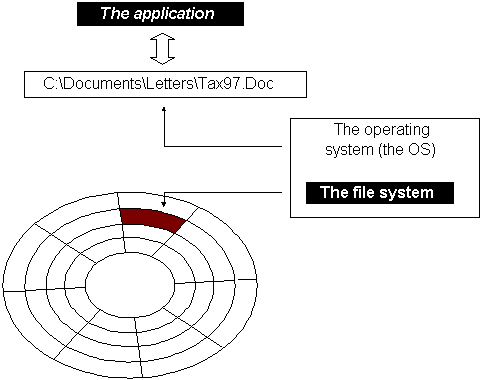 The application
C:\Documents\Letters\Tax97.Doc
The operating
system (the OS)
The file system